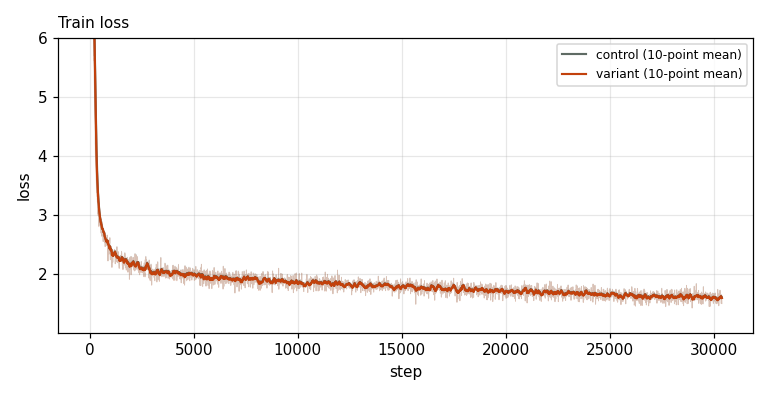 Train loss
6
5
4
3
2
loss
control (10-point mean)
variant (10-point mean)
0 5000 10000 15000 20000 25000 30000
step